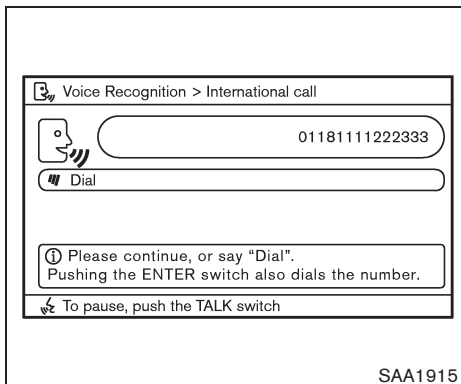 Voice Recognition > International call
01181111222333
Dial
Please continue, or say “Dial”.
Pushing the ENTER switch also dials the number.
To pause, push the TALK switch
SAA1915